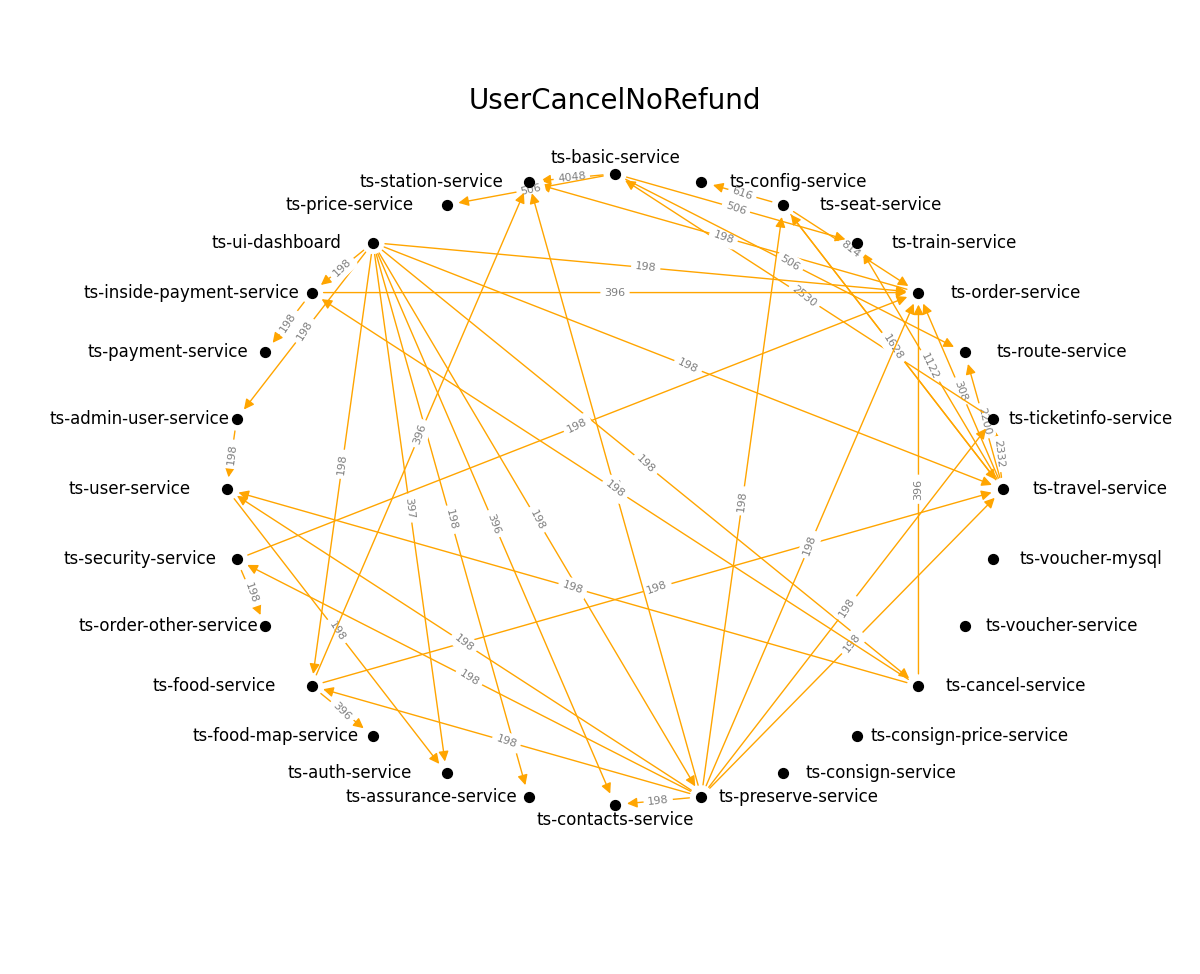 UserCancelNoRefund
ts-basic-service
ts-station-service
ts-config-service
ts-price-service
ts-seat-service
ts-ui-dashboard
ts-train-service
ts-inside-payment-service
ts-order-service
ts-payment-service
ts-route-service
ts-admin-user-service
ts-ticketinfo-service
ts-user-service
ts-travel-service
ts-security-service
ts-voucher-mysql
ts-order-other-service
ts-voucher-service
ts-food-service
ts-cancel-service
ts-food-map-service
ts-consign-price-service
ts-auth-service
ts-consign-service
ts-assurance-service
ts-preserve-service
ts-contacts-service
4048
506
616
506
198
814
506
198
198
2530
396
198
198
1628
1122
198
308
2200
198
396
2332
198
198
198
198
396
397
198
198
396
198
198
198
198
198
198
198
198
198
198
198
396
198
198